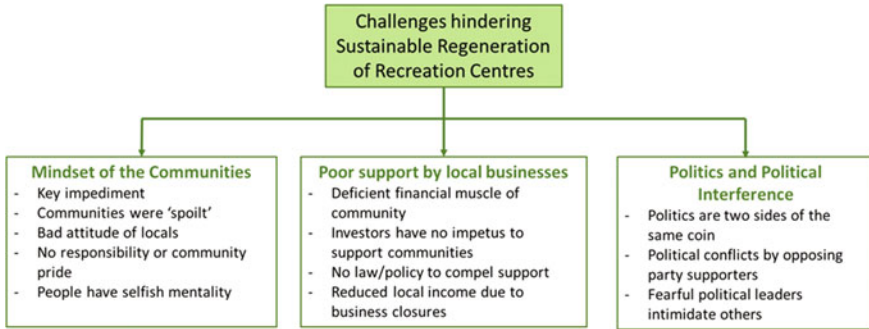 Challenges hindering
Sustainable Regeneration
of Recreation Centres
Mindset of the Communities
- Key impediment
- Communities were ‘spoilt’
- Bad attitude of locals
- No responsibility or community
pride
- People have selfish mentality
Poor support by local businesses
- Deficient financial muscle of
community
- Investors have no impetus to
support communities
- No law/policy to compel support
- Reduced local income due to
business closures
Politics and Political
Interference
- Politics are two sides of the
same coin
- Political conflicts by opposing
party supporters
- Fearful political leaders
intimidate others